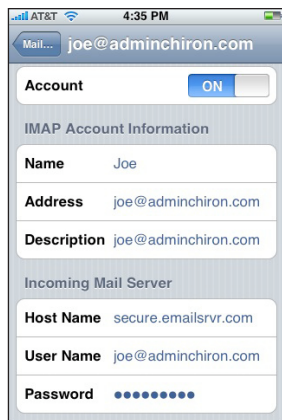 AT&T 4:35 PM
Mail... joe@adminchiron.com
Account ON
IMAP Account Information
Name Joe
Address joe@adminchiron.com
Description joe@adminchiron.com
Incoming Mail Server
Host Name secure.emailsrvr.com
User Name joe@adminchiron.com
Password ●●●●●●●●●